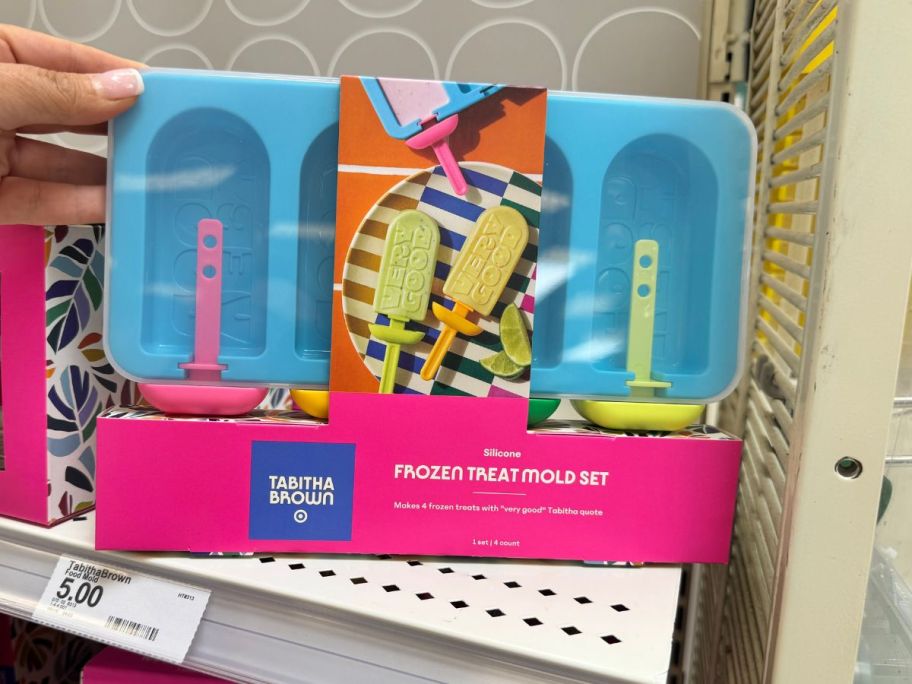 VERY
GOOD
VERY
GOOD
TABITHA
BROWN
Silicone
FROZEN TREAT MOLD SET
Makes 4 frozen treats with "very good" Tabitha quote
1 set | 4 count
TabithaBrown
Food Mold
5.00